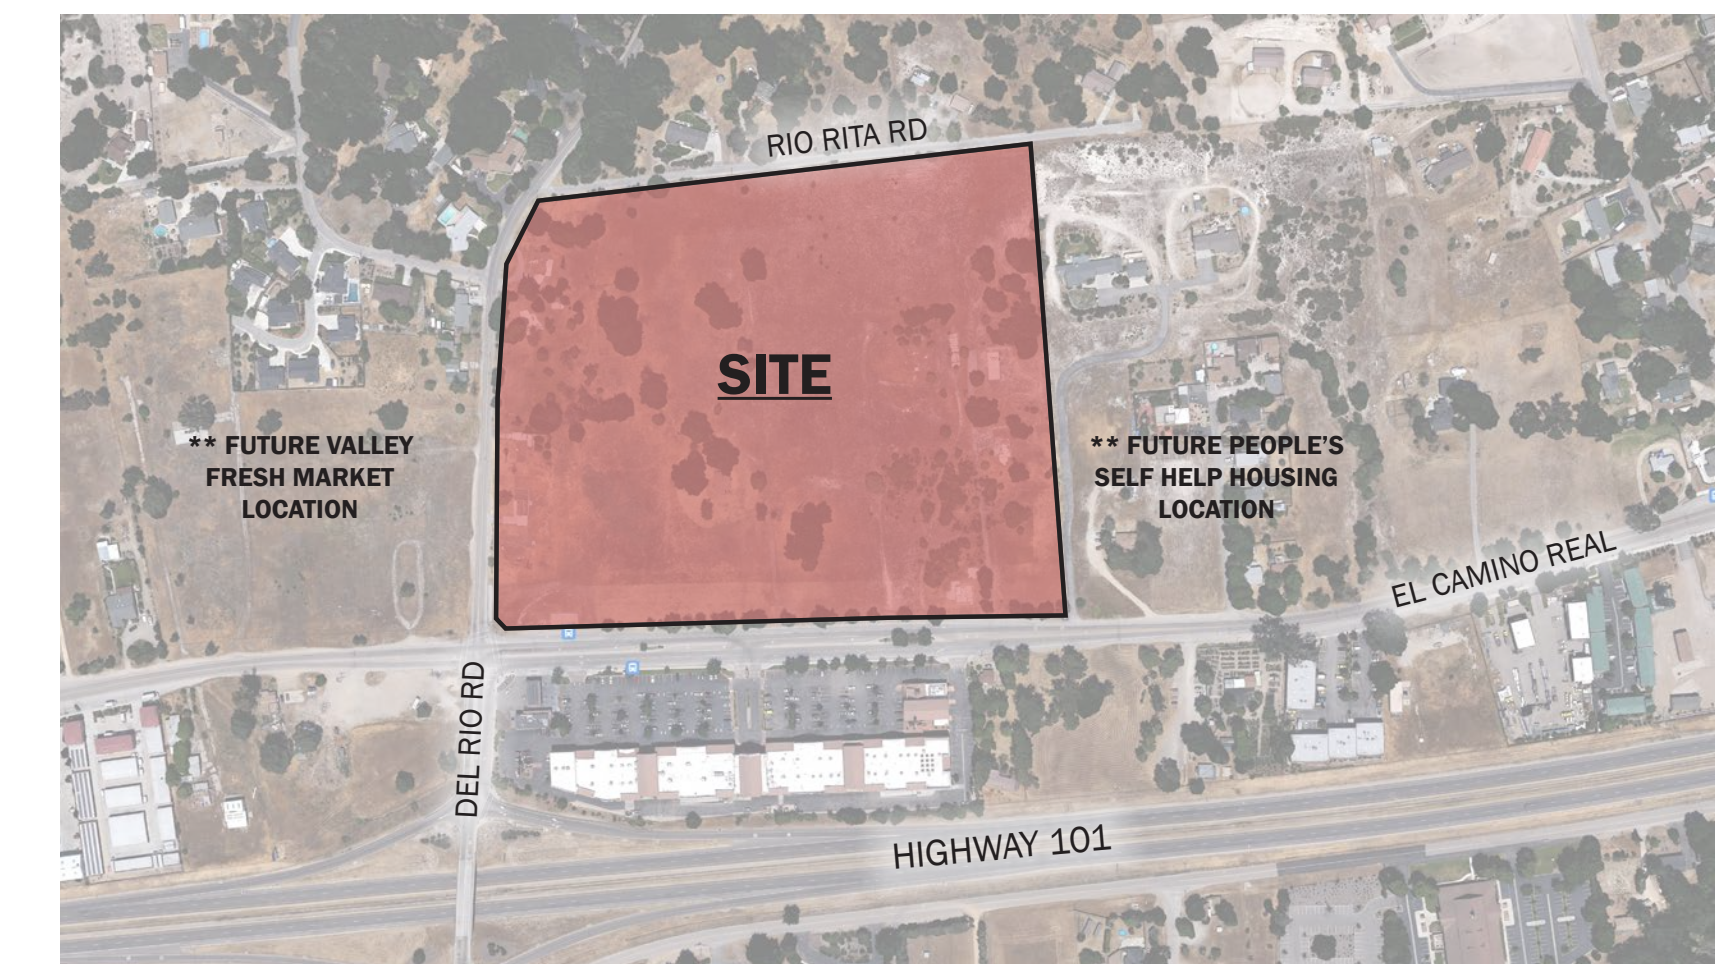 RIO RITA RD
SITE
** FUTURE VALLEY
FRESH MARKET
LOCATION
** FUTURE PEOPLE’S
SELF HELP HOUSING
LOCATION
EL CAMINO REAL
DEL RIO RD
HIGHWAY 101